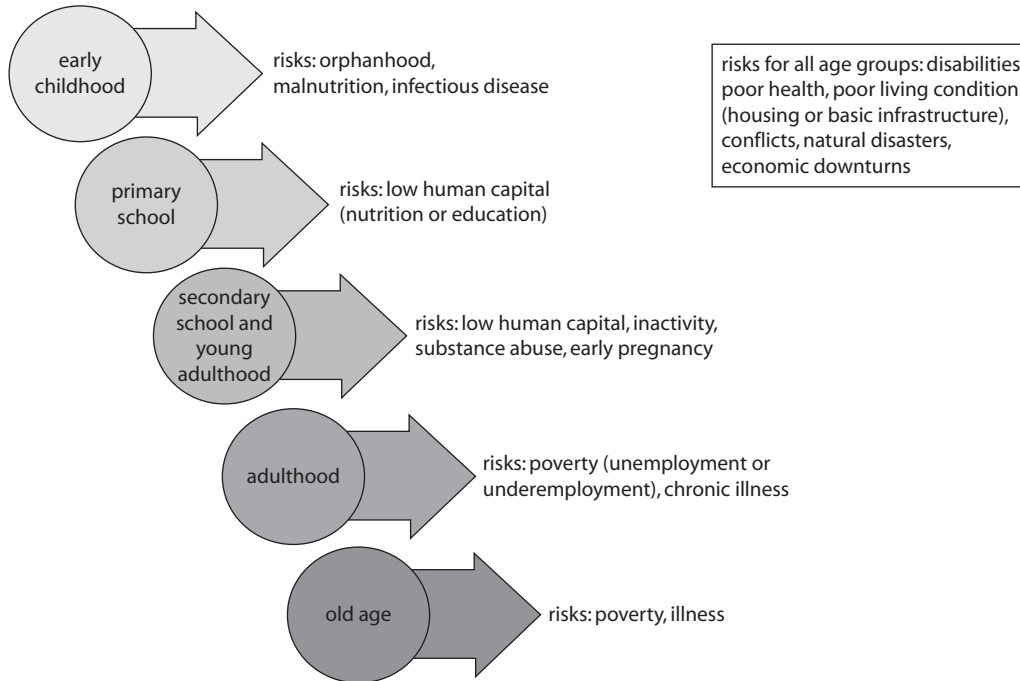 early
childhood
risks: orphanhood,
malnutrition, infectious disease
risks for all age groups: disabilities
poor health, poor living condition
(housing or basic infrastructure),
conflicts, natural disasters,
economic downturns
primary
school
risks: low human capital
(nutrition or education)
secondary
school and
young
adulthood
risks: low human capital, inactivity,
substance abuse, early pregnancy
adulthood
risks: poverty (unemployment or
underemployment), chronic illness
old age
risks: poverty, illness